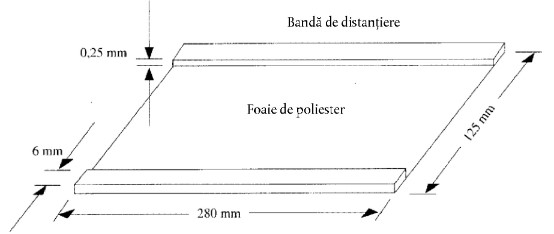 Bandă de distanțiere
0,25 mm
Foaie de poliester
125 mm
6 mm
280 mm